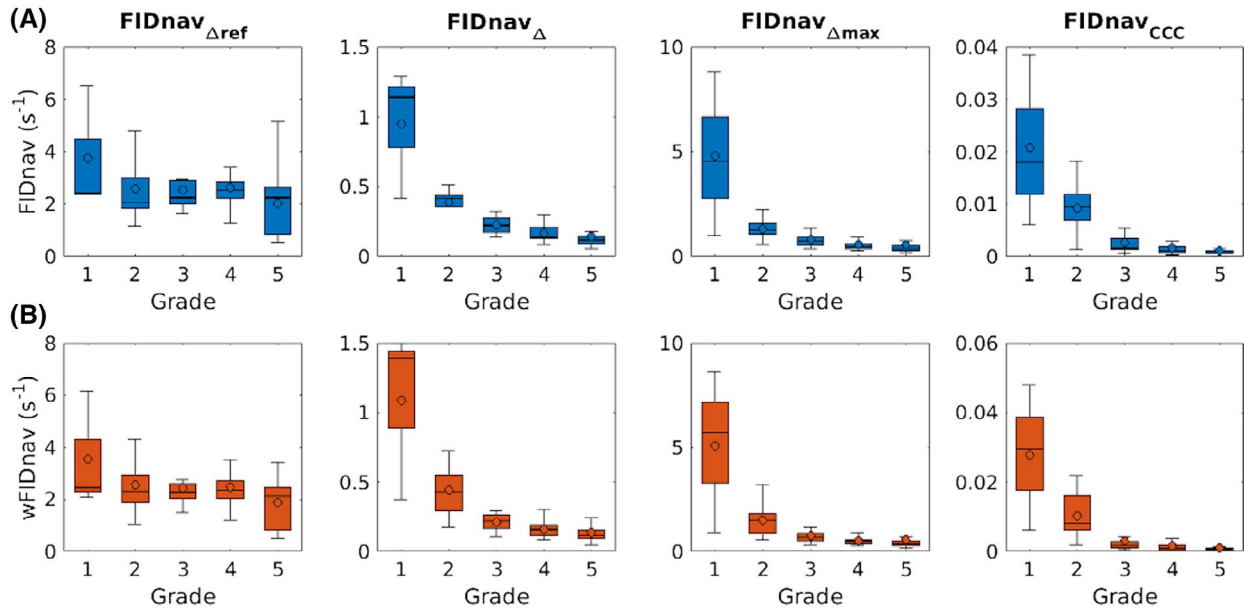 (A)
FIDnav Δref
FIDnav Δ
FIDnav Δmax
FIDnav CCC
FIDnav (s⁻¹)
8
6
4
2
0
1 2 3 4 5
Grade
1.5
1
0.5
0
1 2 3 4 5
Grade
10
5
0
1 2 3 4 5
Grade
0.04
0.03
0.02
0.01
0
1 2 3 4 5
Grade
(B)
wFIDnav (s⁻¹)
8
6
4
2
0
1 2 3 4 5
Grade
1.5
1
0.5
0
1 2 3 4 5
Grade
10
5
0
1 2 3 4 5
Grade
0.06
0.04
0.02
0
1 2 3 4 5
Grade